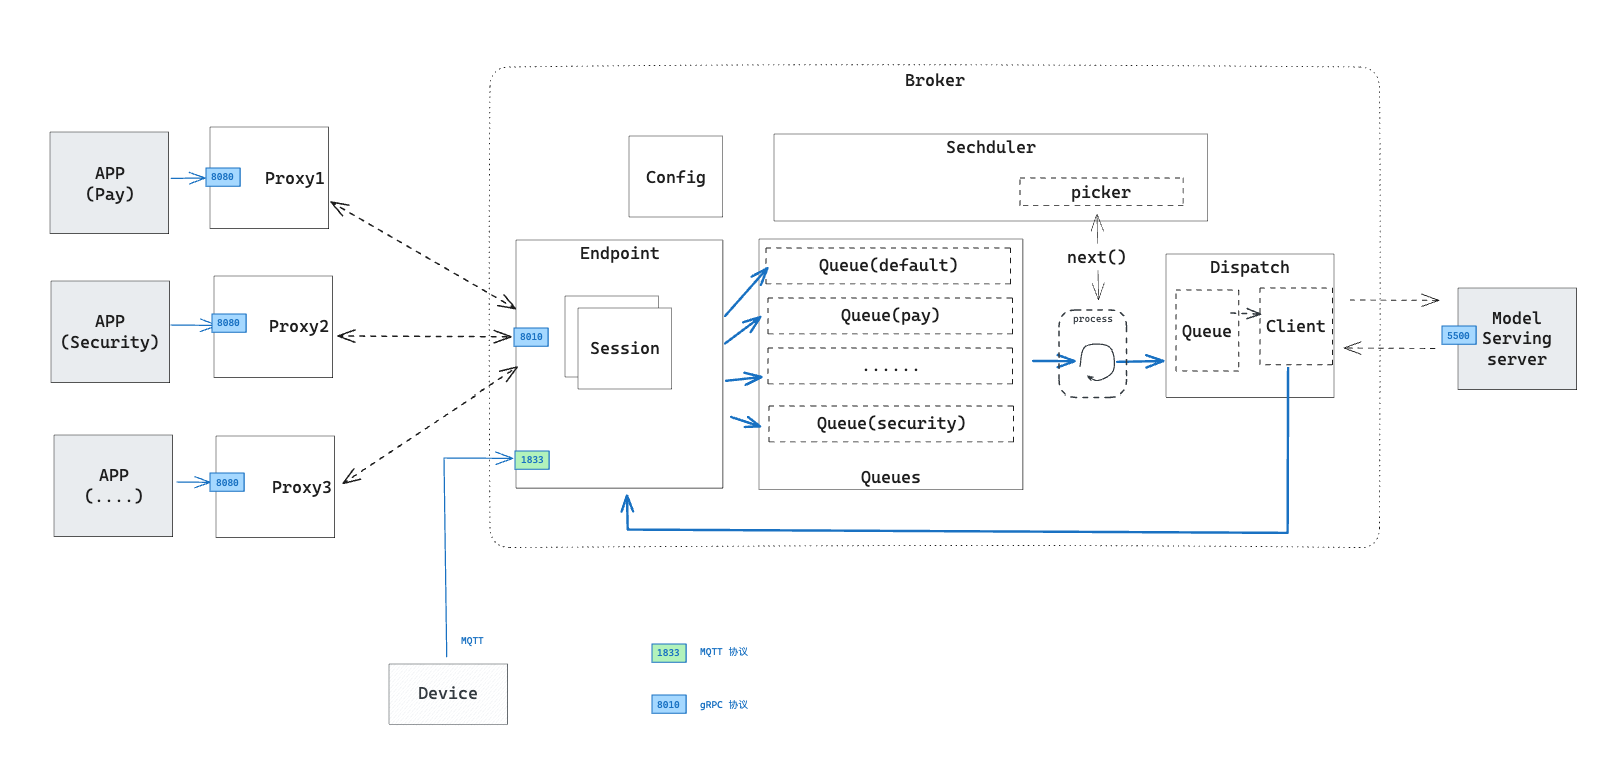 Broker
APP
(Pay)
8080
Proxy1
Config
Sechduler
picker
next()
Endpoint
Session
8010
1833
Queue(default)
Queue(pay)
......
Queue(security)
Queues
process
Dispatch
Queue
Client
5500
Model
Serving
server
APP
(Security)
8080
Proxy2
APP
(....)
8080
Proxy3
MQTT
Device
1833
MQTT 协议
8010
gRPC 协议